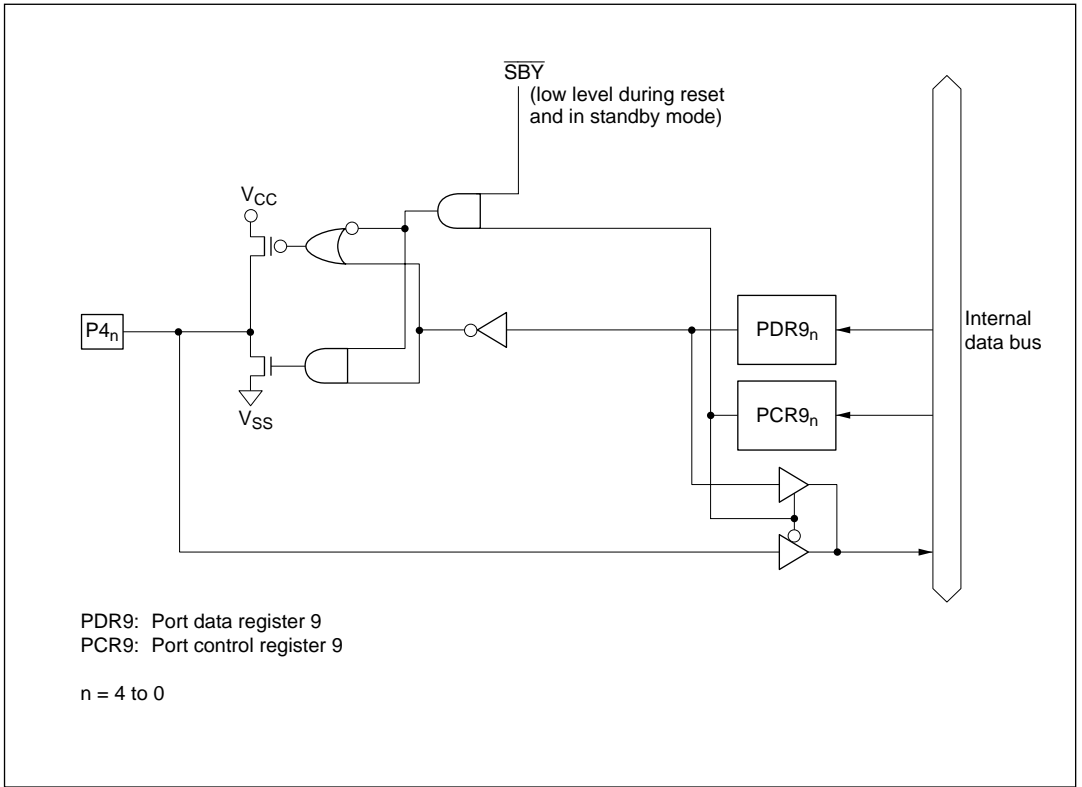 S̅B̅Y̅
(low level during reset
and in standby mode)
VCC
P4n
VSS
PDR9n
PCR9n
Internal
data bus
PDR9: Port data register 9
PCR9: Port control register 9
n = 4 to 0